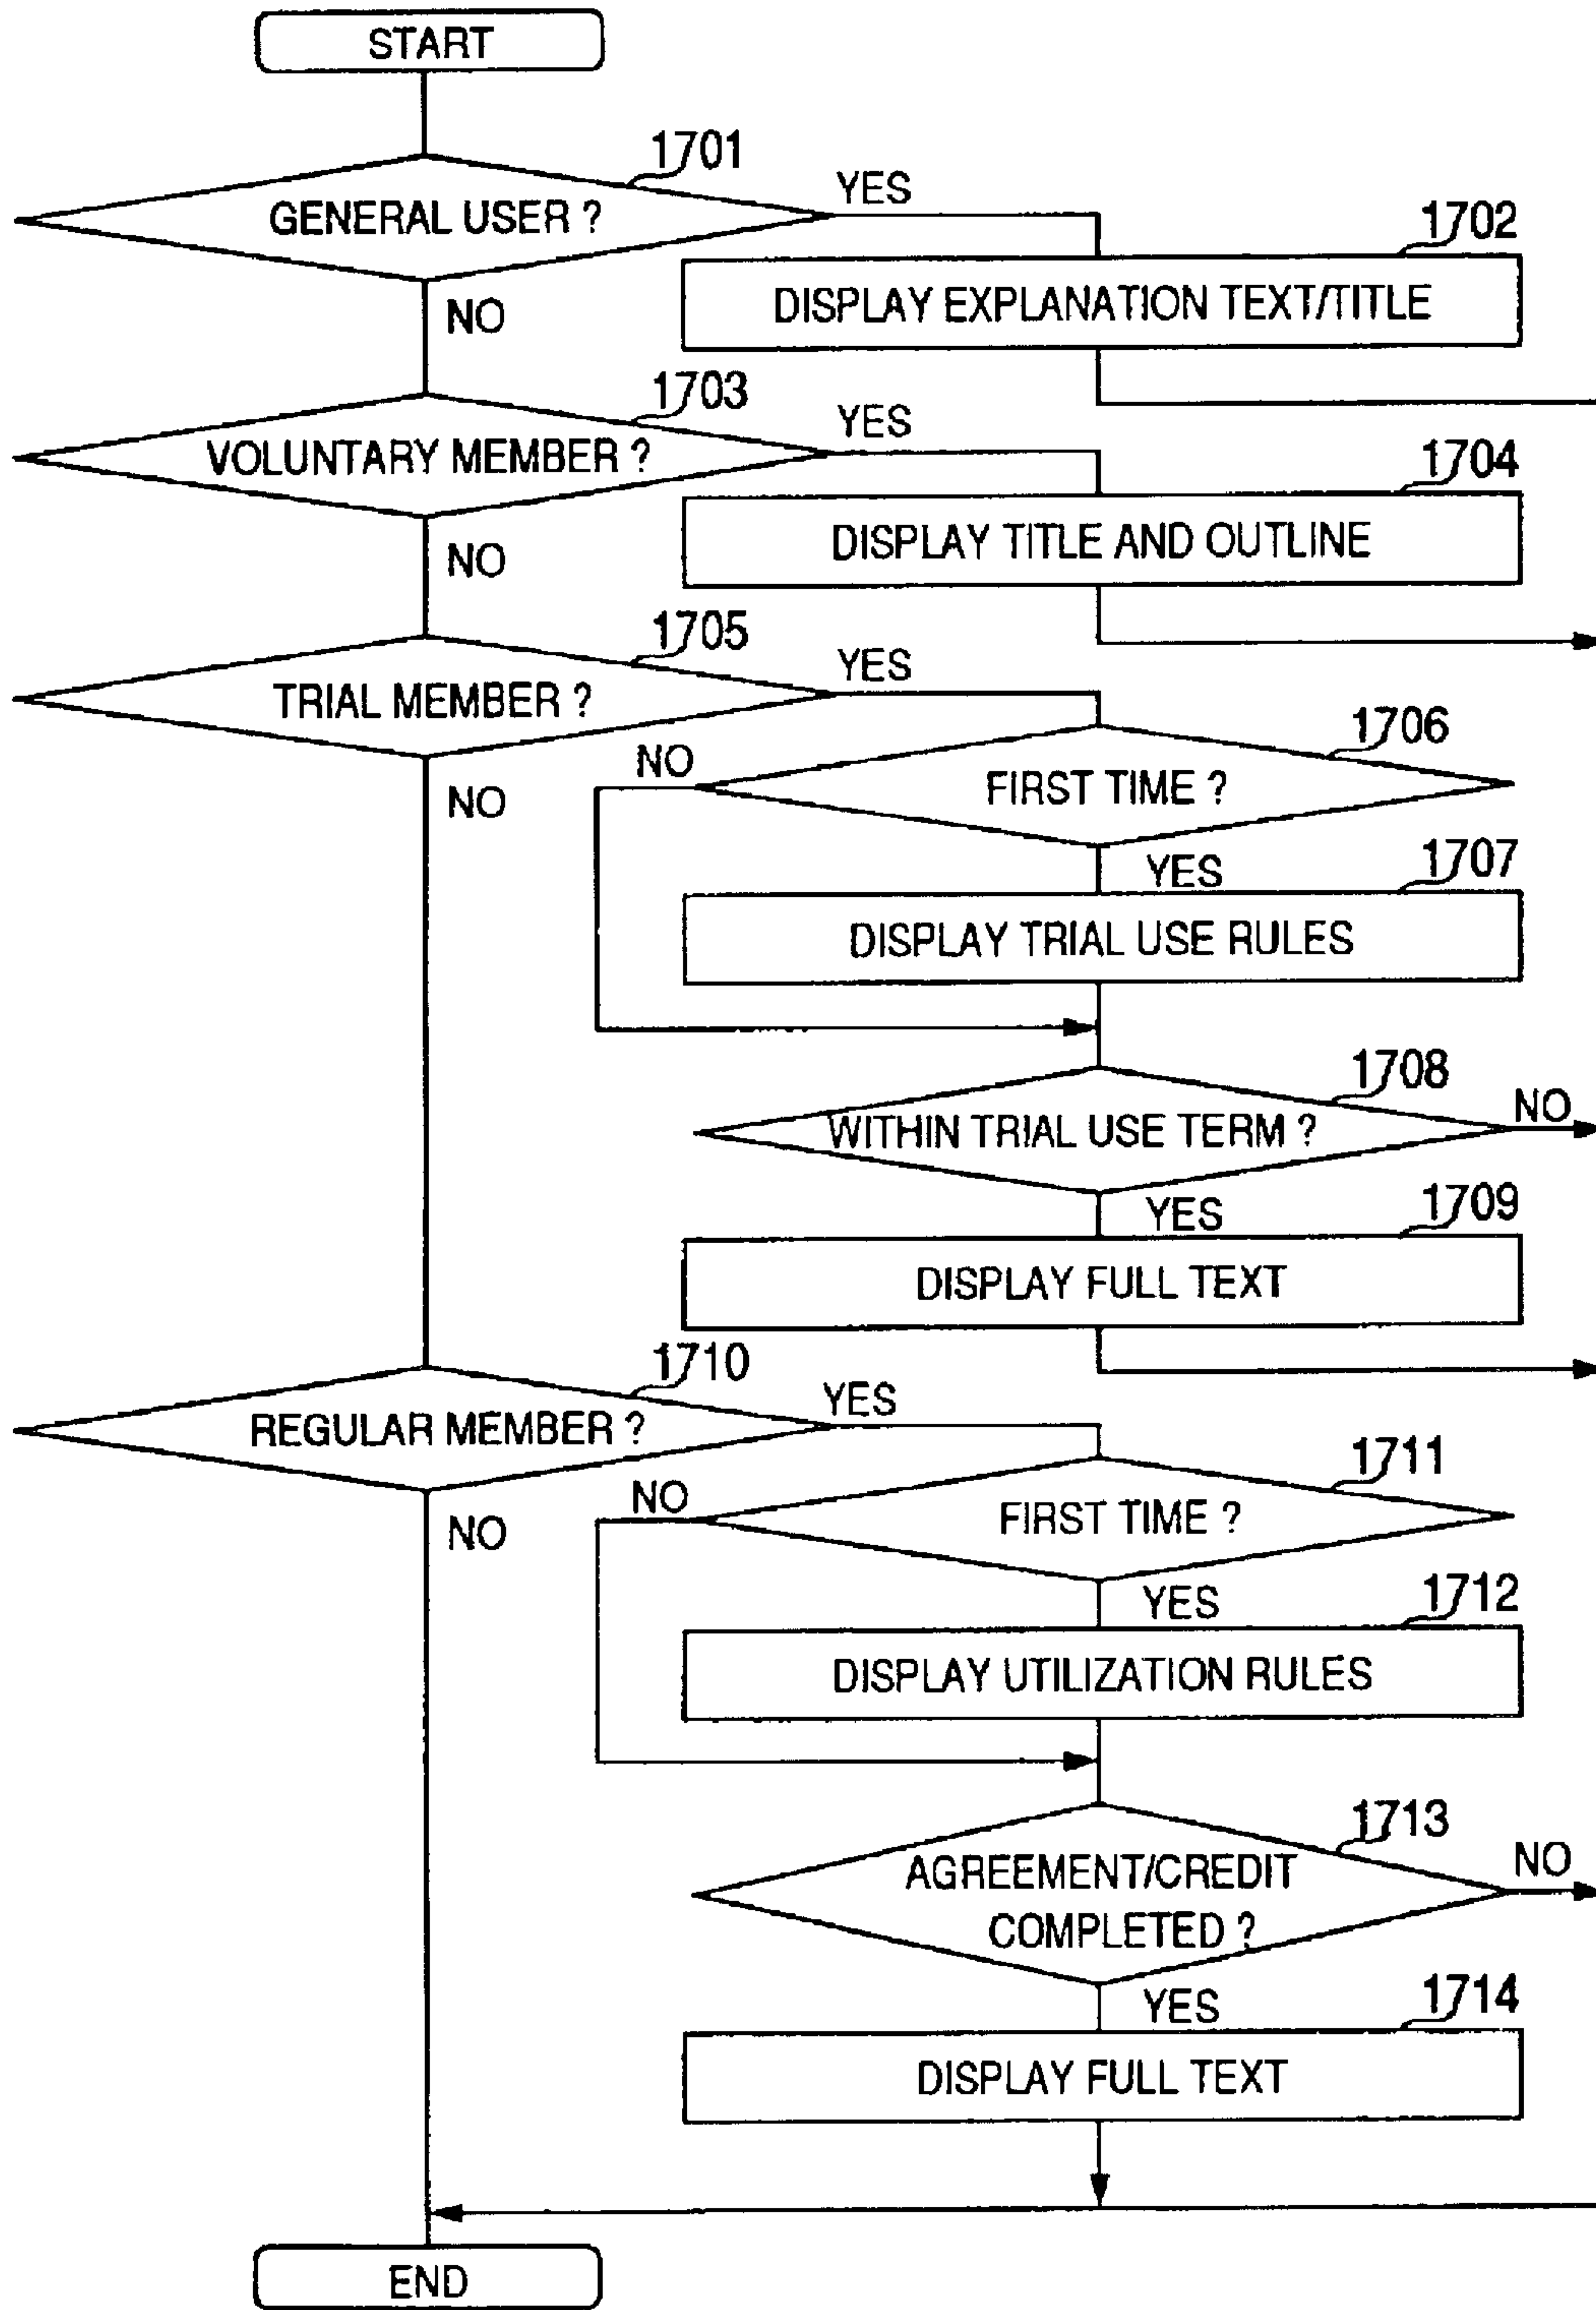 START
1701
GENERAL USER ?
YES
1702
DISPLAY EXPLANATION TEXT/TITLE
NO
1703
VOLUNTARY MEMBER ?
YES
1704
DISPLAY TITLE AND OUTLINE
NO
1705
TRIAL MEMBER ?
YES
1706
NO
FIRST TIME ?
NO
YES
1707
DISPLAY TRIAL USE RULES
1708
WITHIN TRIAL USE TERM ?
NO
YES
1709
DISPLAY FULL TEXT
1710
REGULAR MEMBER ?
YES
1711
NO
FIRST TIME ?
NO
YES
1712
DISPLAY UTILIZATION RULES
1713
AGREEMENT/CREDIT
COMPLETED ?
NO
YES
1714
DISPLAY FULL TEXT
END